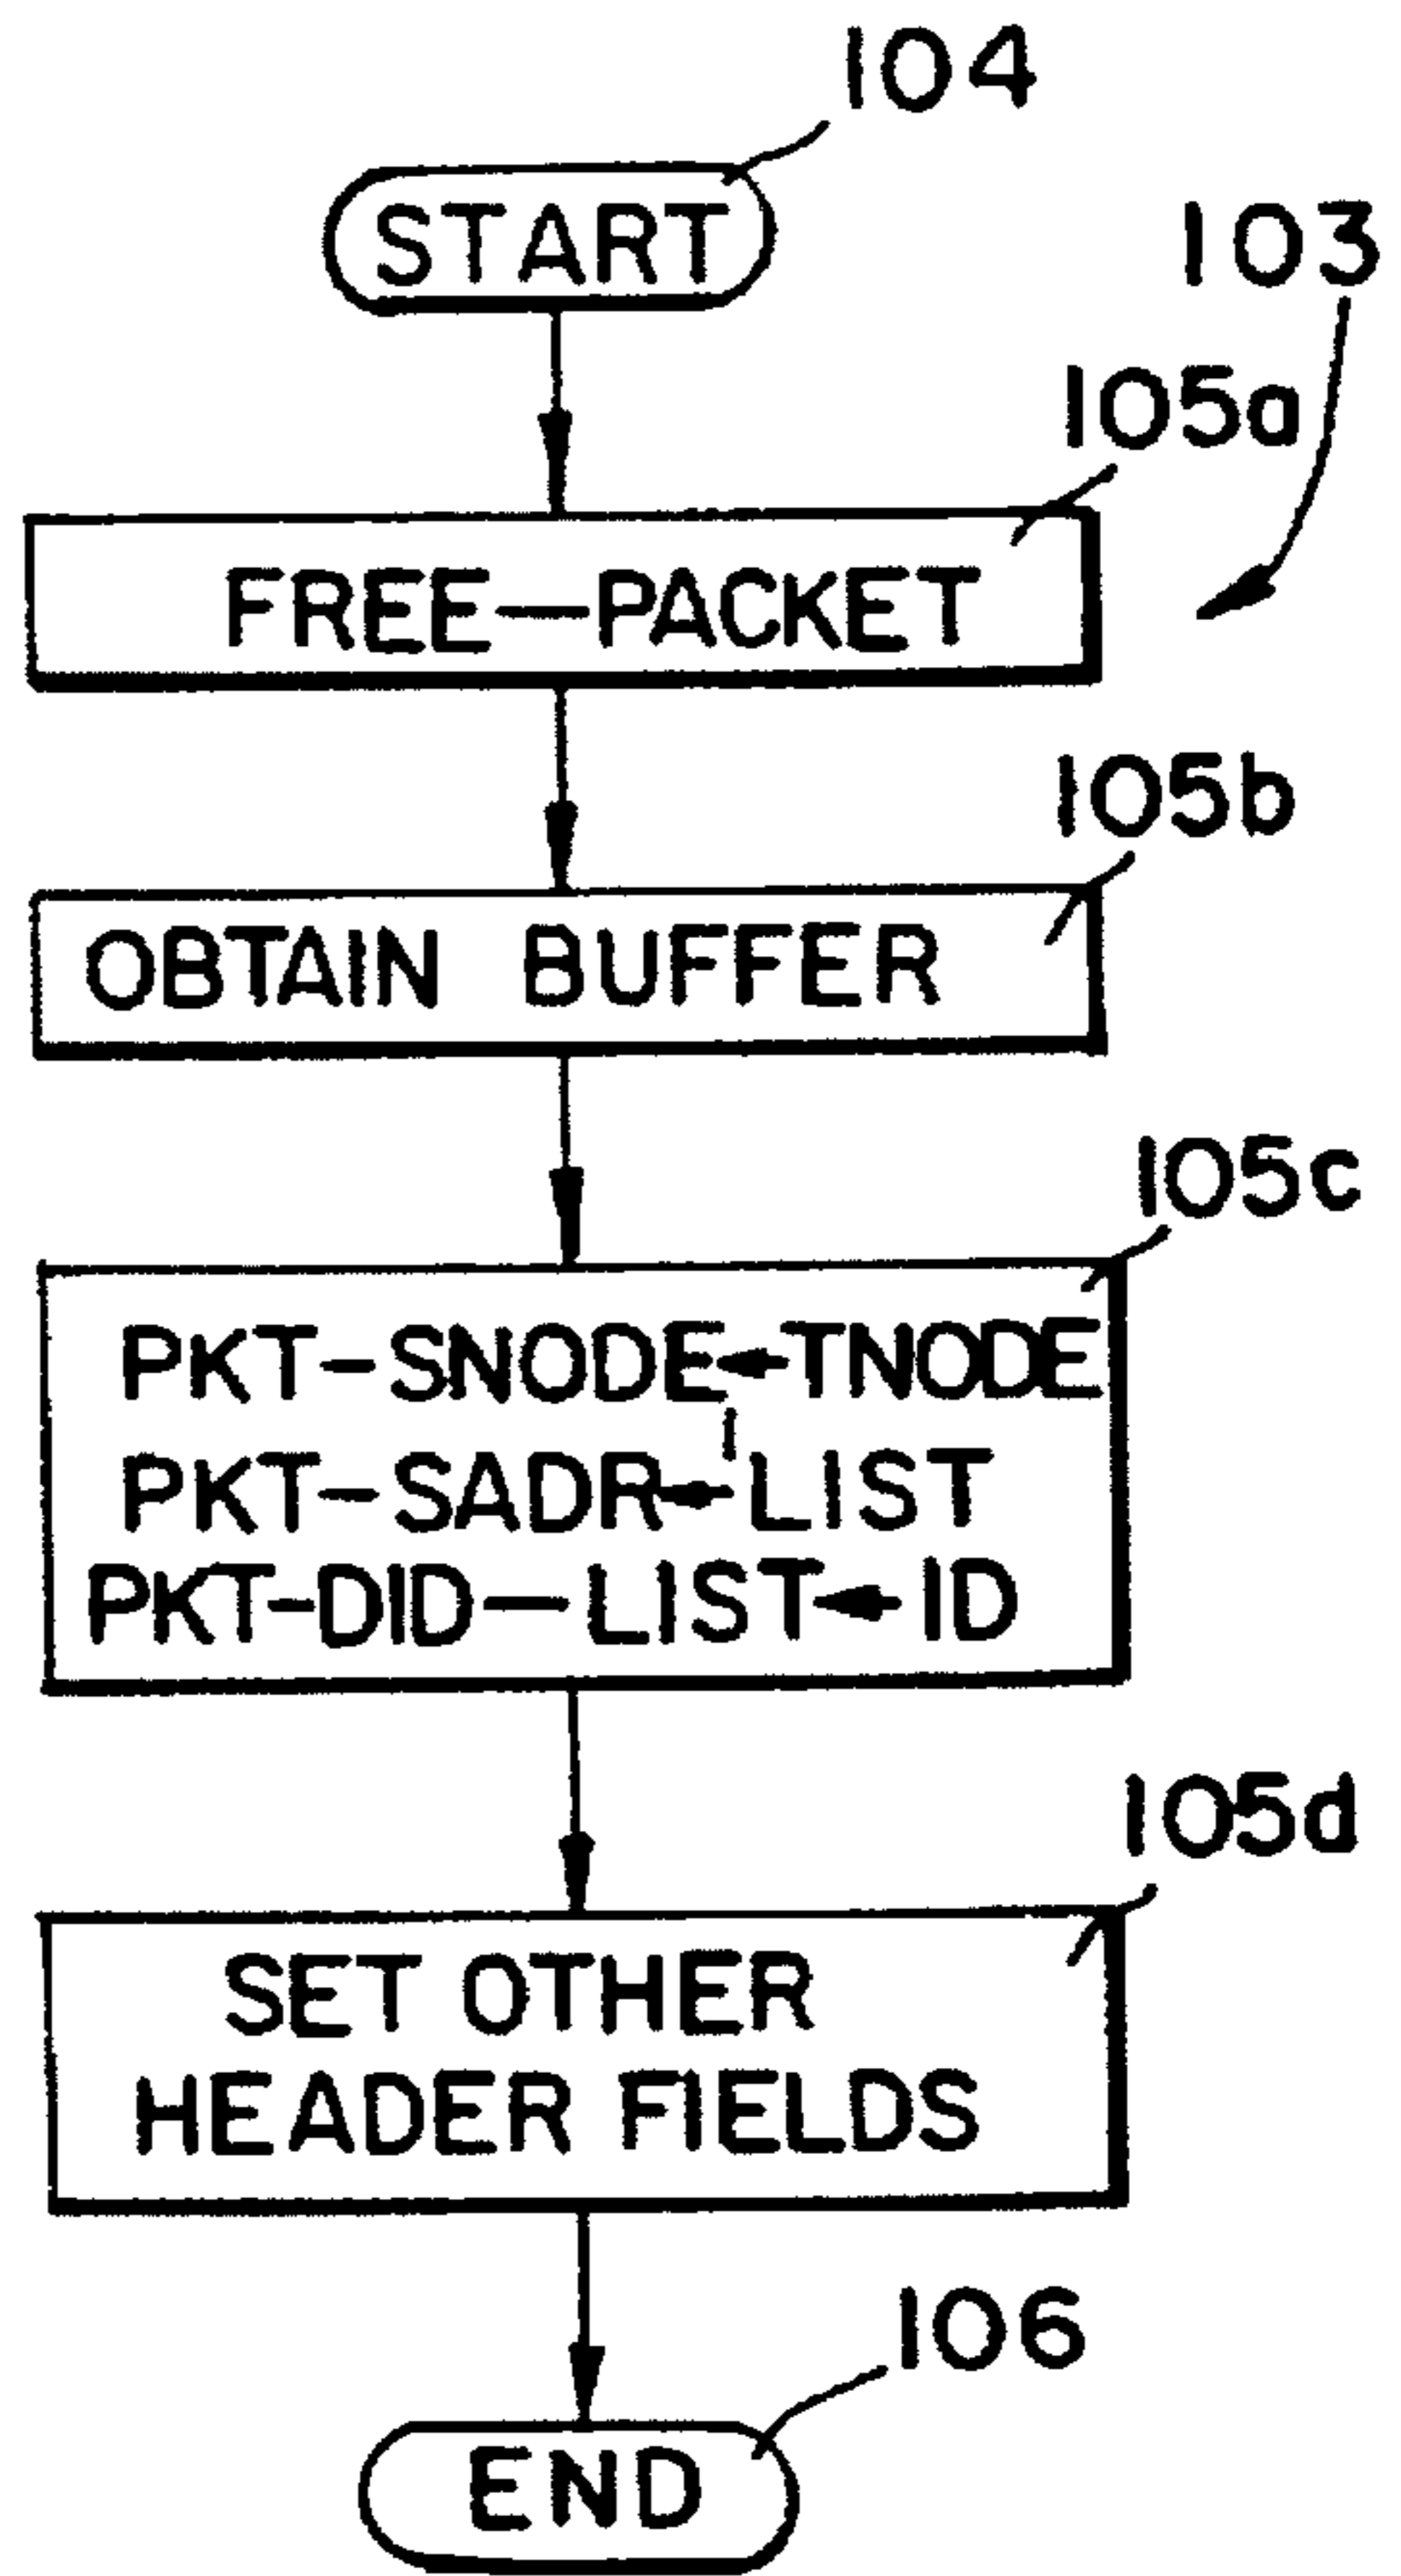 104
START
103
105a
FREE—PACKET
105b
OBTAIN BUFFER
105c
PKT-SNODE←TNODE
PKT-SADR←LIST
PKT-DID—LIST←ID
105d
SET OTHER
HEADER FIELDS
106
END